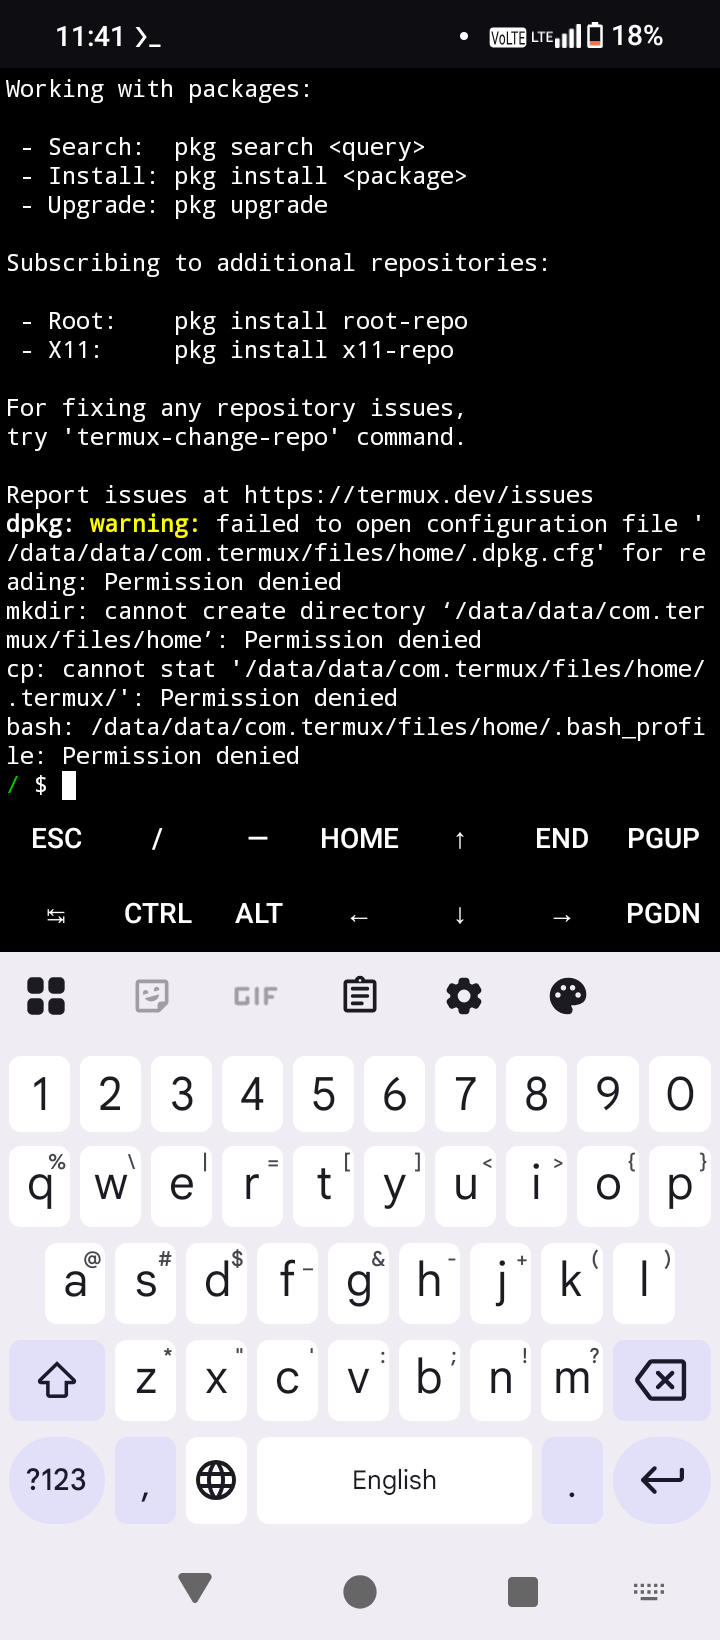 11:41 ❯_ • VoLTE LTE 18%
Working with packages:
- Search:  pkg search <query>
- Install: pkg install <package>
- Upgrade: pkg upgrade
Subscribing to additional repositories:
- Root:    pkg install root-repo
- X11:     pkg install x11-repo
For fixing any repository issues,
try 'termux-change-repo' command.
Report issues at https://termux.dev/issues
dpkg: warning: failed to open configuration file '
/data/data/com.termux/files/home/.dpkg.cfg' for re
ading: Permission denied
mkdir: cannot create directory ‘/data/data/com.ter
mux/files/home’: Permission denied
cp: cannot stat '/data/data/com.termux/files/home/
.termux/': Permission denied
bash: /data/data/com.termux/files/home/.bash_profi
le: Permission denied
/ $
ESC / — HOME ↑ END PGUP
↹ CTRL ALT ← ↓ → PGDN
GIF
1 2 3 4 5 6 7 8 9 0
q % w \ e | r = t [ y ] u < i > o { p }
a @ s # d $ f _ g & h - j + k ( l )
z * x " c ' v : b ; n ! m ?
?123 , English .